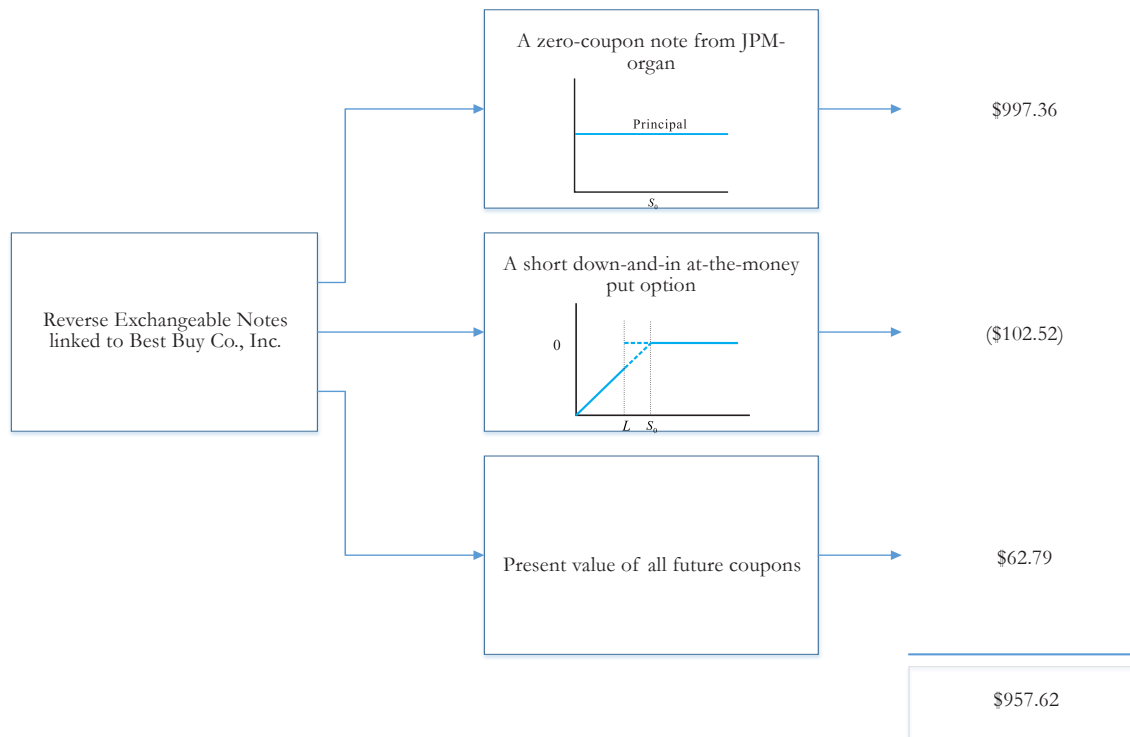 A zero-coupon note from JPM-
organ
Principal
S₀
$997.36
Reverse Exchangeable Notes
linked to Best Buy Co., Inc.
A short down-and-in at-the-money
put option
0
L S₀
($102.52)
Present value of all future coupons
$62.79
$957.62